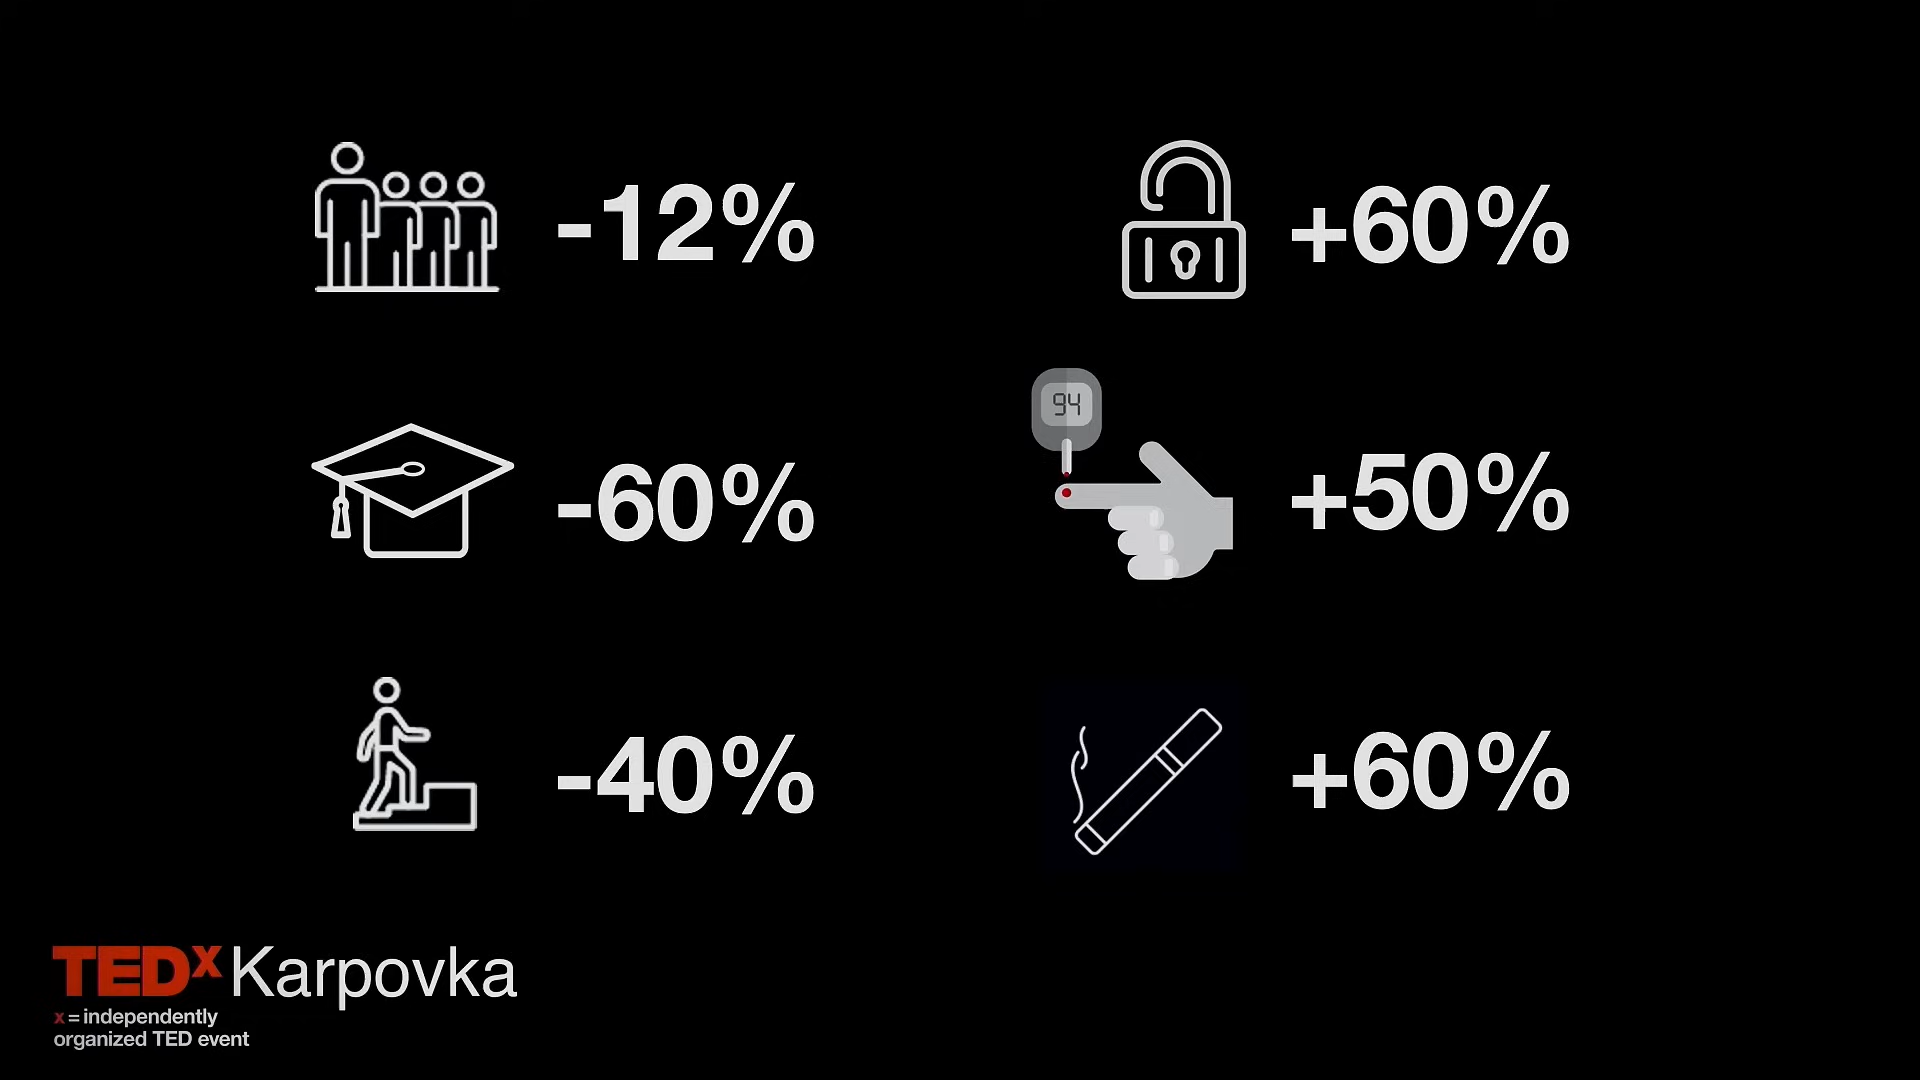 -12%
+60%
94
-60%
+50%
-40%
+60%
TEDx Karpovka
x = independently
organized TED event